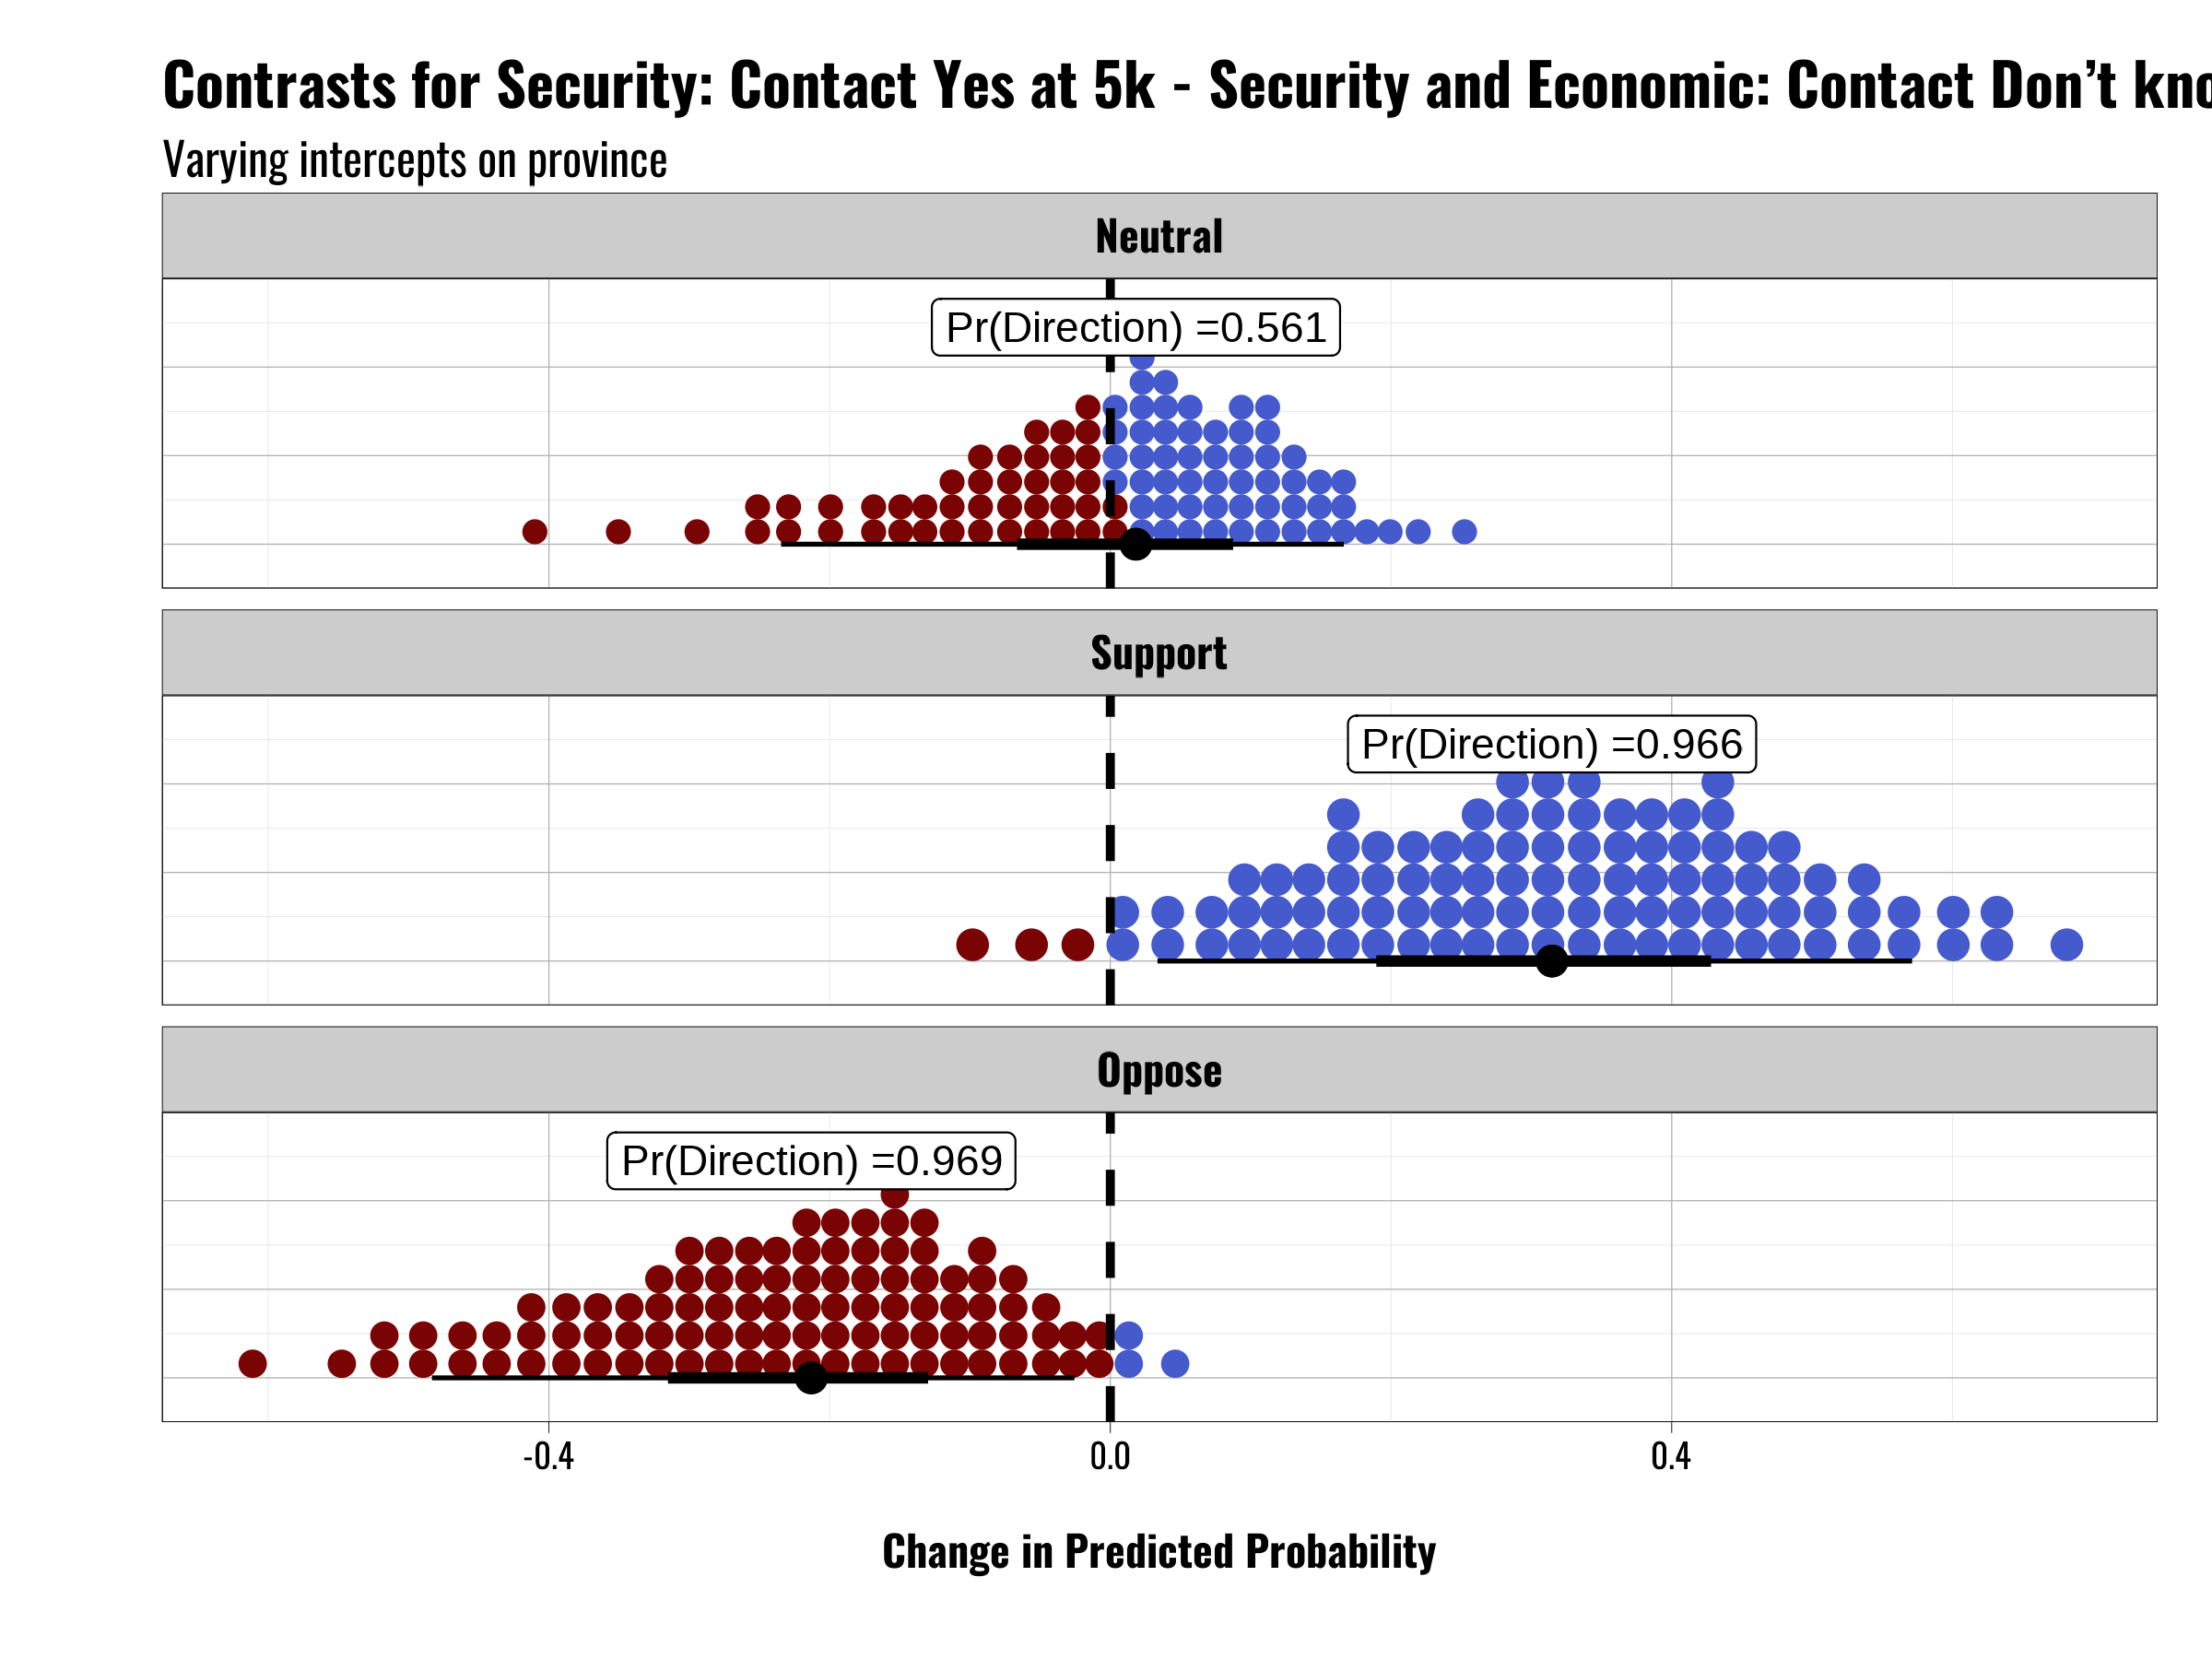 Contrasts for Security: Contact Yes at 5k - Security and Economic: Contact Don’t
Varying intercepts on province
Neutral
Pr(Direction) =0.561
Support
Pr(Direction) =0.966
Oppose
Pr(Direction) =0.969
-0.4 0.0 0.4
Change in Predicted Probability